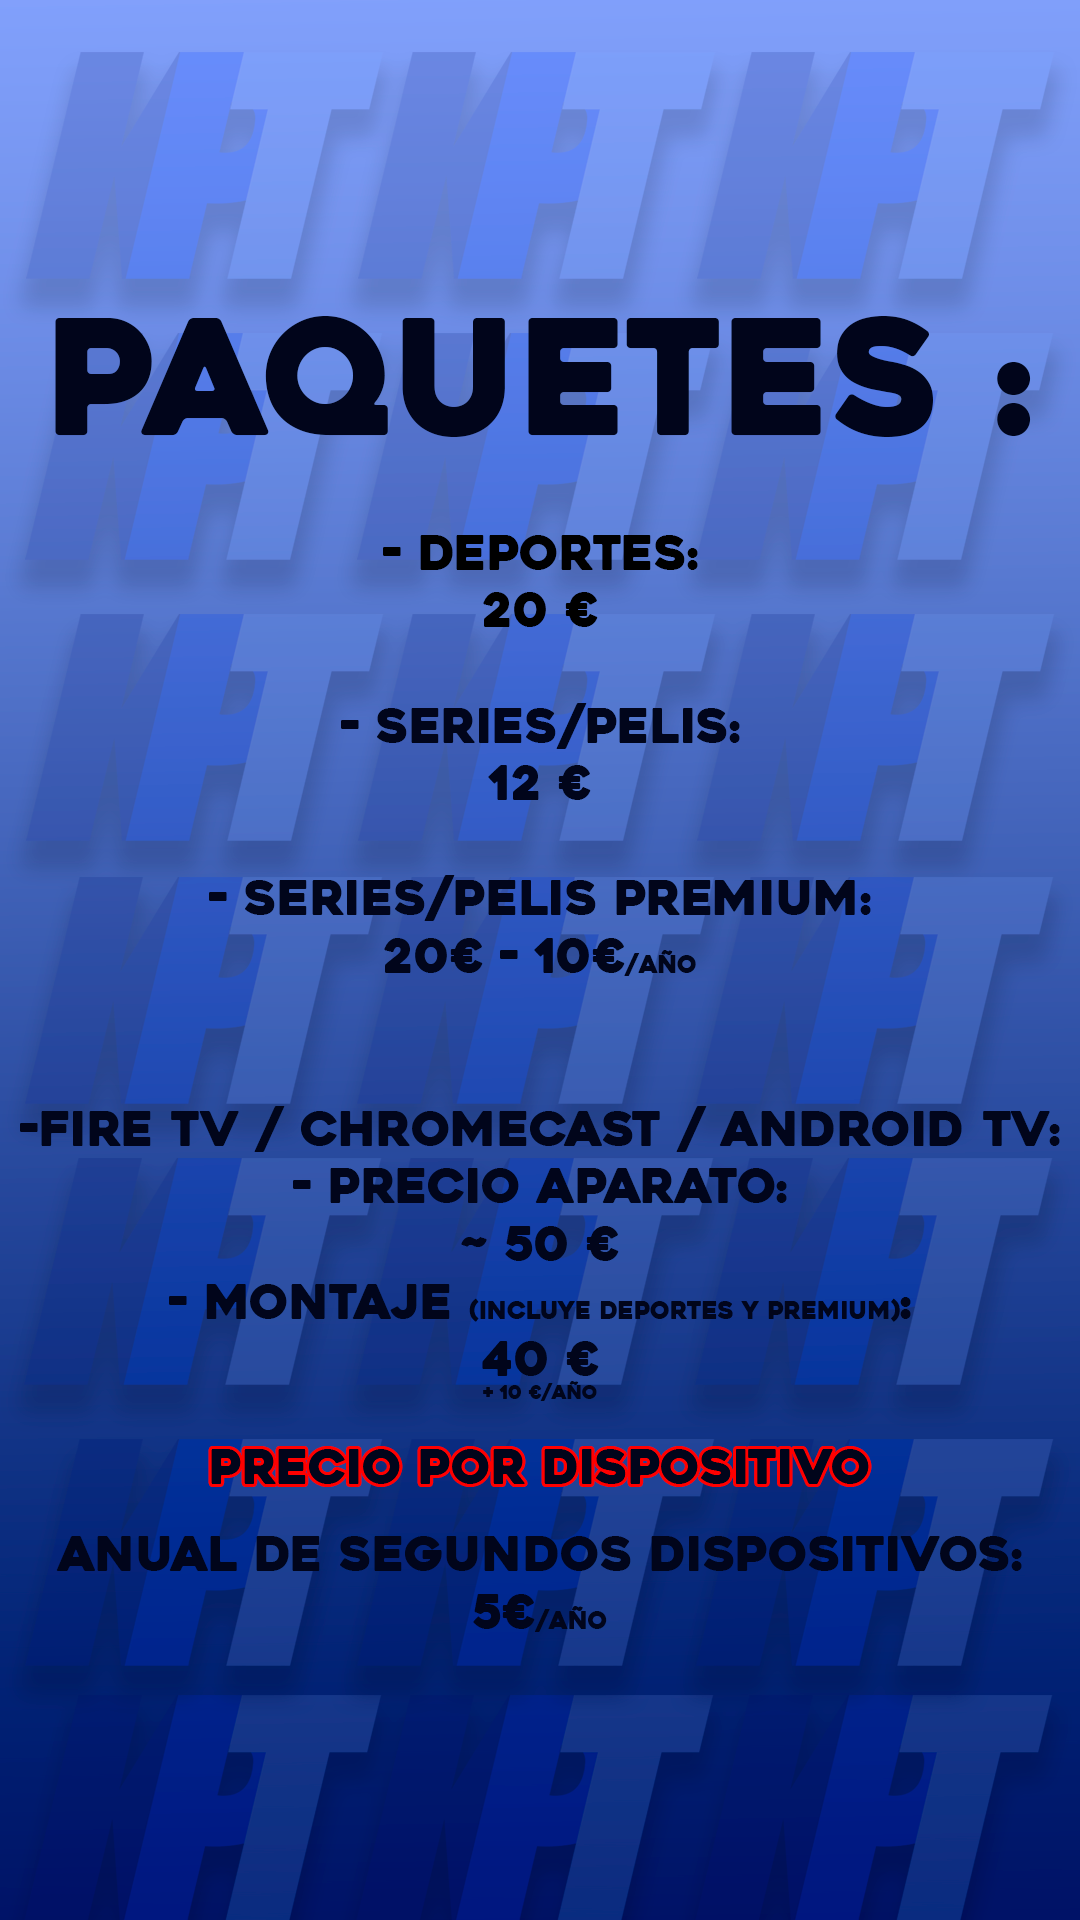 PAQUETES :
- DEPORTES:
20 €
- SERIES/PELIS:
12 €
- SERIES/PELIS PREMIUM:
20€ - 10€/AÑO
-FIRE TV / CHROMECAST / ANDROID TV:
- PRECIO APARATO:
~ 50 €
- MONTAJE (INCLUYE DEPORTES Y PREMIUM):
40 €
+ 10 €/AÑO
PRECIO POR DISPOSITIVO
ANUAL DE SEGUNDOS DISPOSITIVOS:
5€/AÑO